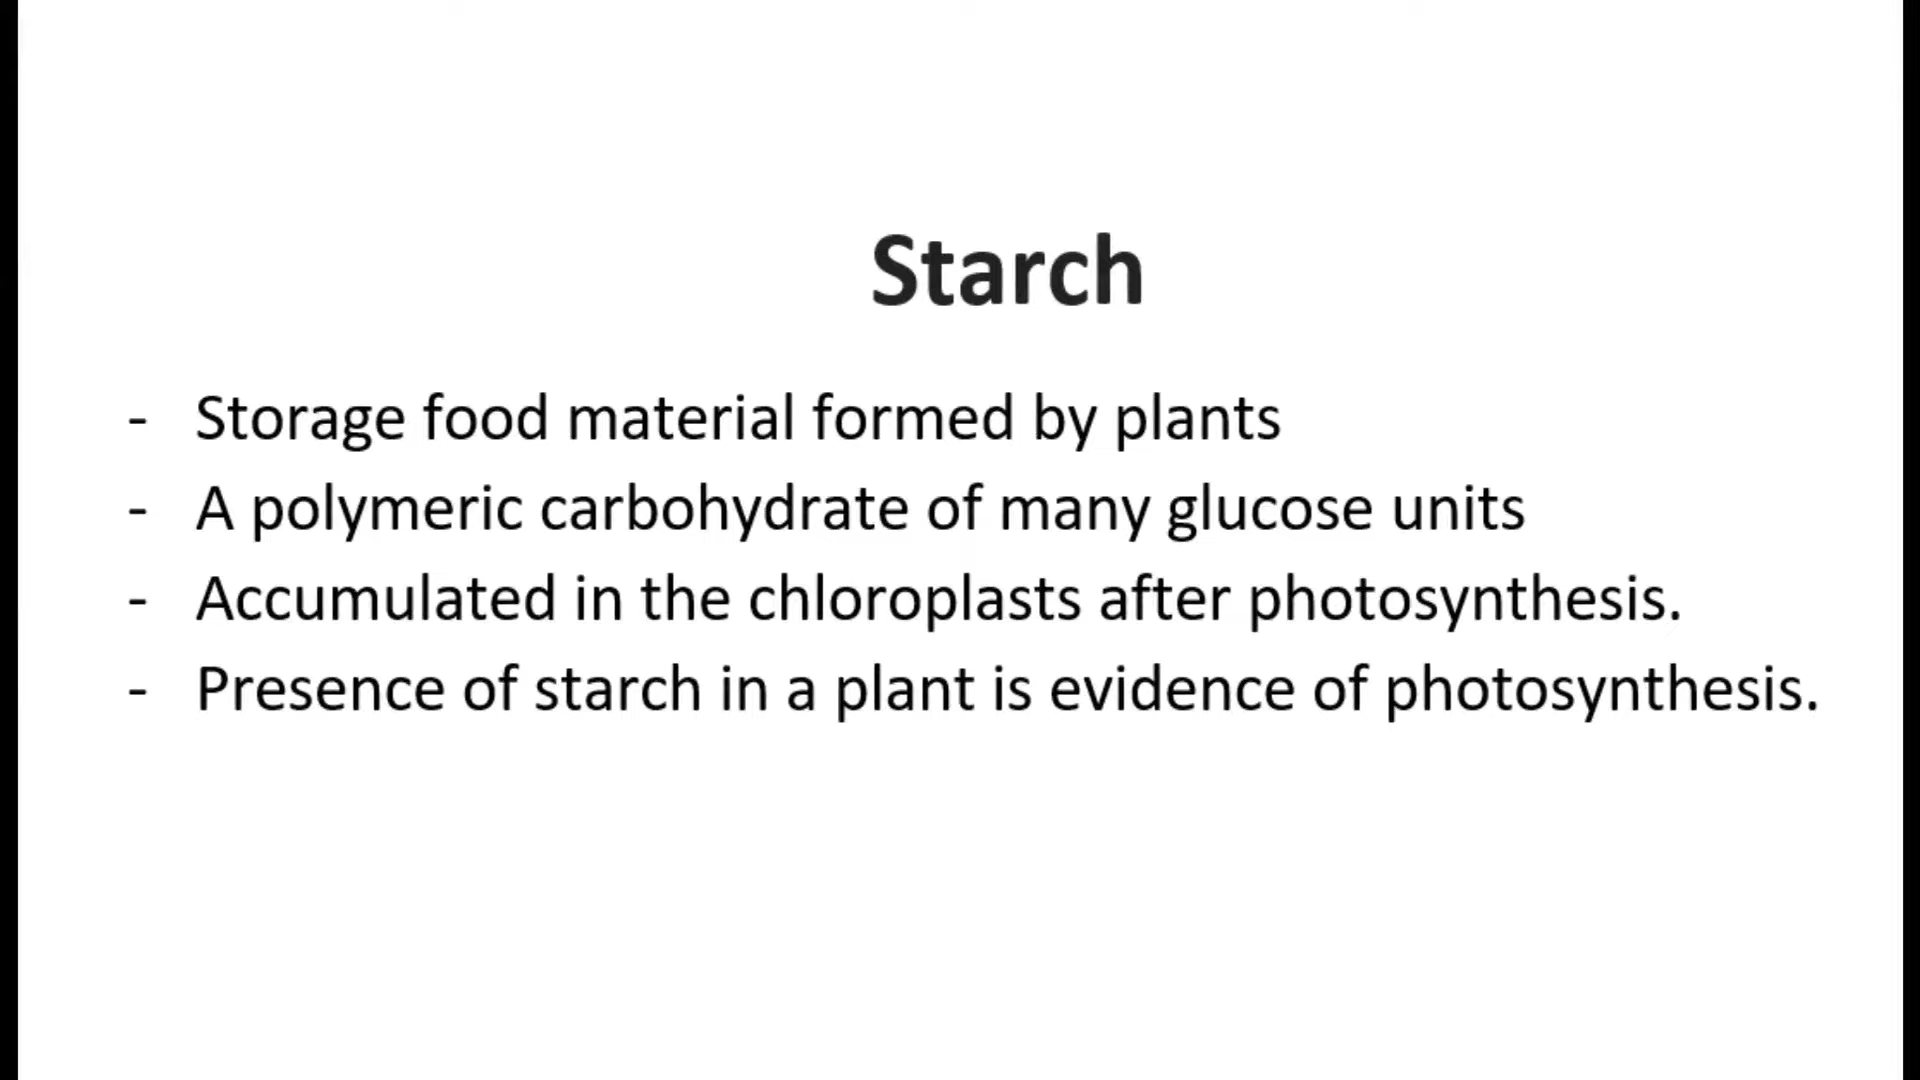 Starch
- Storage food material formed by plants
- A polymeric carbohydrate of many glucose units
- Accumulated in the chloroplasts after photosynthesis.
- Presence of starch in a plant is evidence of photosynthesis.